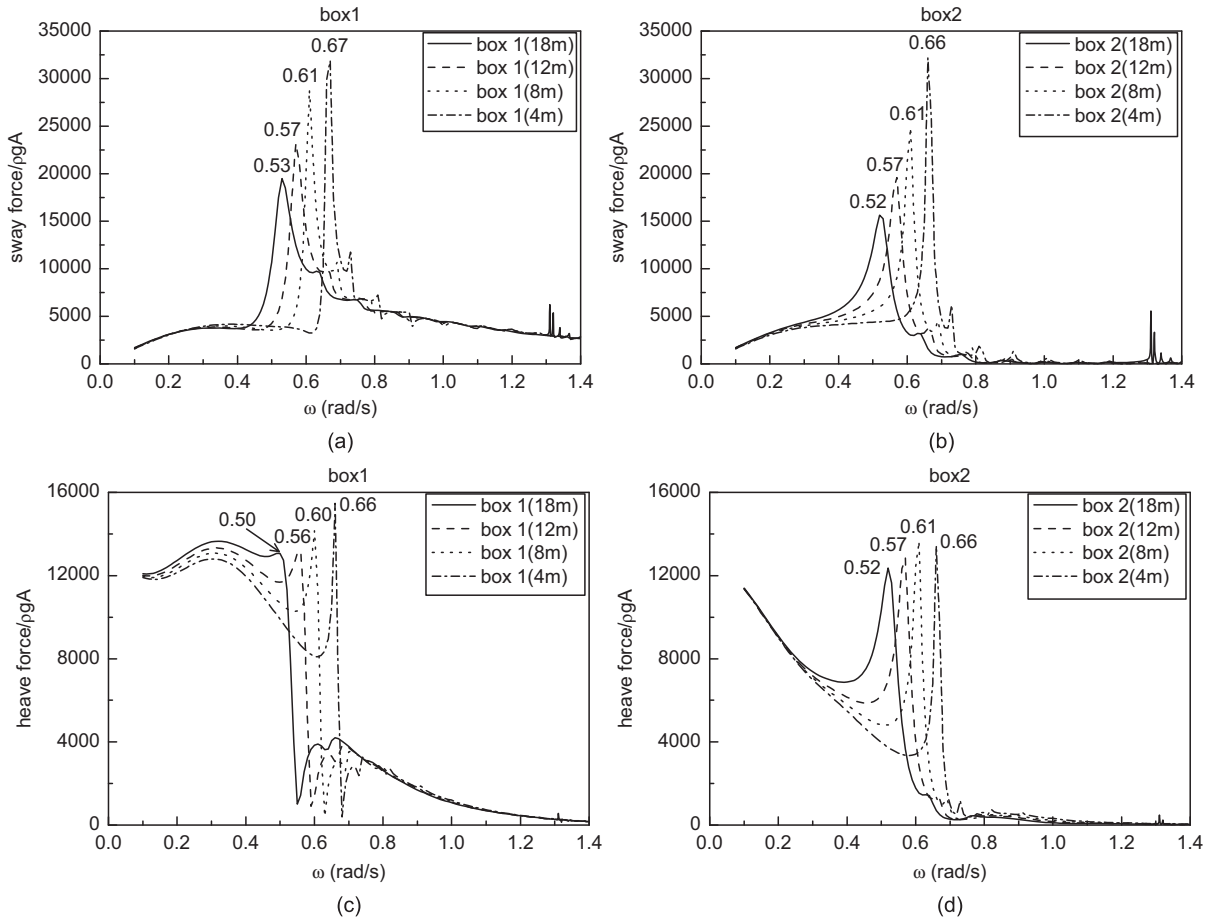 box1
35000
30000
25000
20000
15000
10000
5000
0
sway force/ρgA
0.53
0.57
0.61
0.67
box 1(18m)
box 1(12m)
box 1(8m)
box 1(4m)
0.0 0.2 0.4 0.6 0.8 1.0 1.2 1.4
ω (rad/s)
(a)
box2
35000
30000
25000
20000
15000
10000
5000
0
sway force/ρgA
0.52
0.57
0.61
0.66
box 2(18m)
box 2(12m)
box 2(8m)
box 2(4m)
0.0 0.2 0.4 0.6 0.8 1.0 1.2 1.4
ω (rad/s)
(b)
box1
16000
12000
8000
4000
0
heave force/ρgA
0.50
0.56
0.60
0.66
box 1(18m)
box 1(12m)
box 1(8m)
box 1(4m)
0.0 0.2 0.4 0.6 0.8 1.0 1.2 1.4
ω (rad/s)
(c)
box2
16000
12000
8000
4000
0
heave force/ρgA
0.52
0.57
0.61
0.66
box 2(18m)
box 2(12m)
box 2(8m)
box 2(4m)
0.0 0.2 0.4 0.6 0.8 1.0 1.2 1.4
ω (rad/s)
(d)